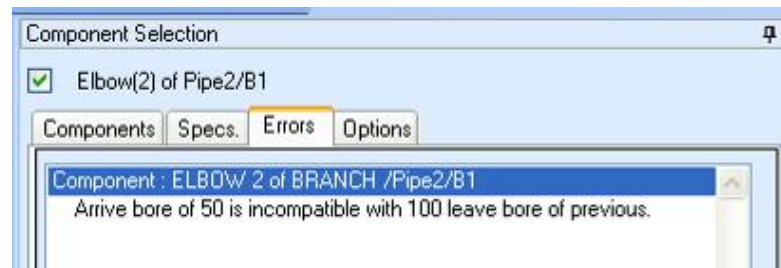 Component Selection
Elbow(2) of Pipe2/B1
Components Specs. Errors Options
Component : ELBOW 2 of BRANCH /Pipe2/B1
Arrive bore of 50 is incompatible with 100 leave bore of previous.